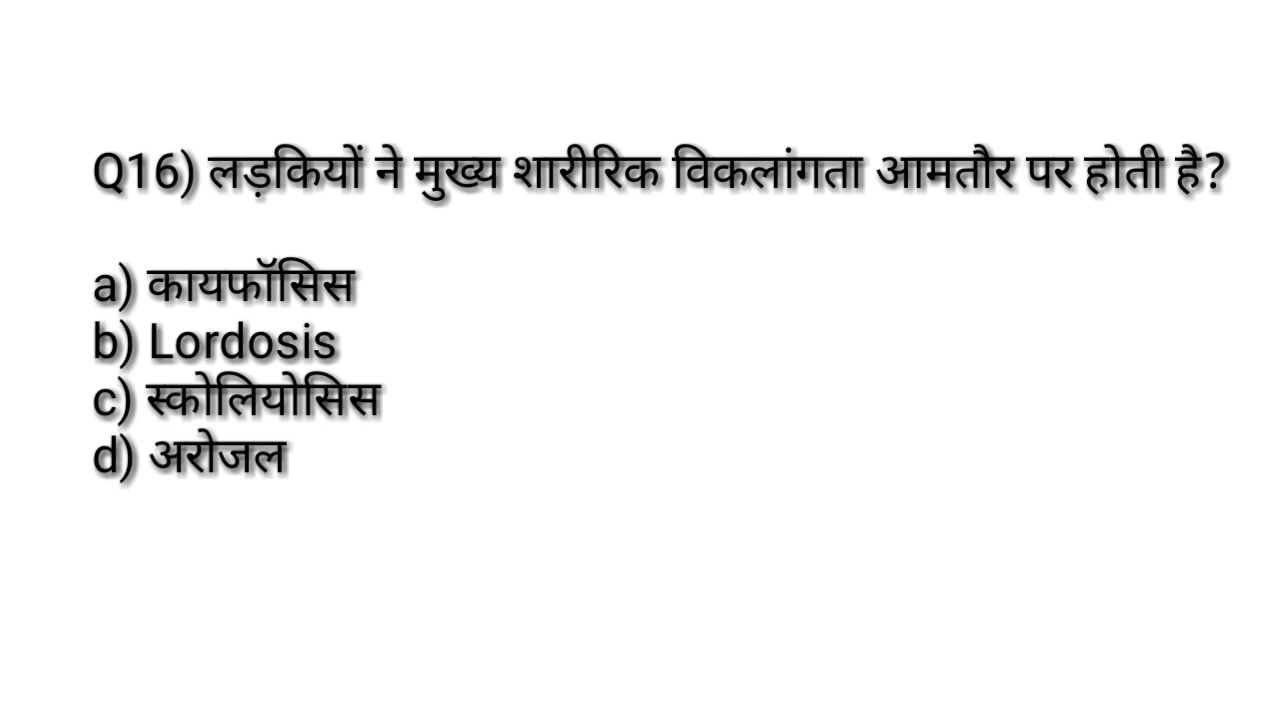 Q16) लड़कियों ने मुख्य शारीरिक विकलांगता आमतौर पर होती है?
a) कायफॉसिस
b) Lordosis
c) स्कोलियोसिस
d) अरोजल